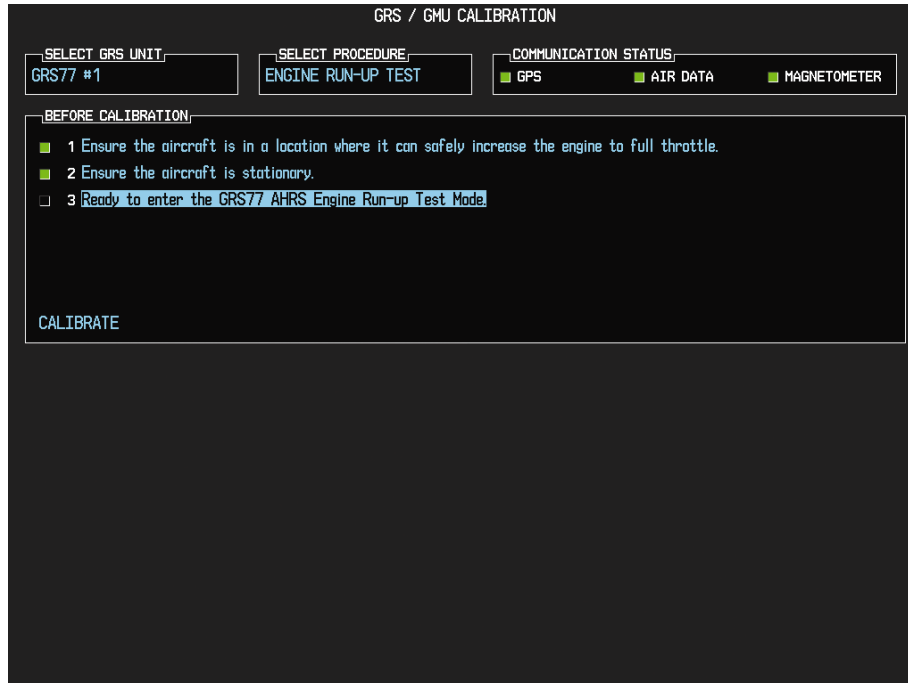 GRS / GMU CALIBRATION
SELECT GRS UNIT
GRS77 #1
SELECT PROCEDURE
ENGINE RUN-UP TEST
COMMUNICATION STATUS
GPS
AIR DATA
MAGNETOMETER
BEFORE CALIBRATION
1 Ensure the aircraft is in a location where it can safely increase the engine to full throttle.
2 Ensure the aircraft is stationary.
3 Ready to enter the GRS77 AHRS Engine Run-up Test Mode.
CALIBRATE